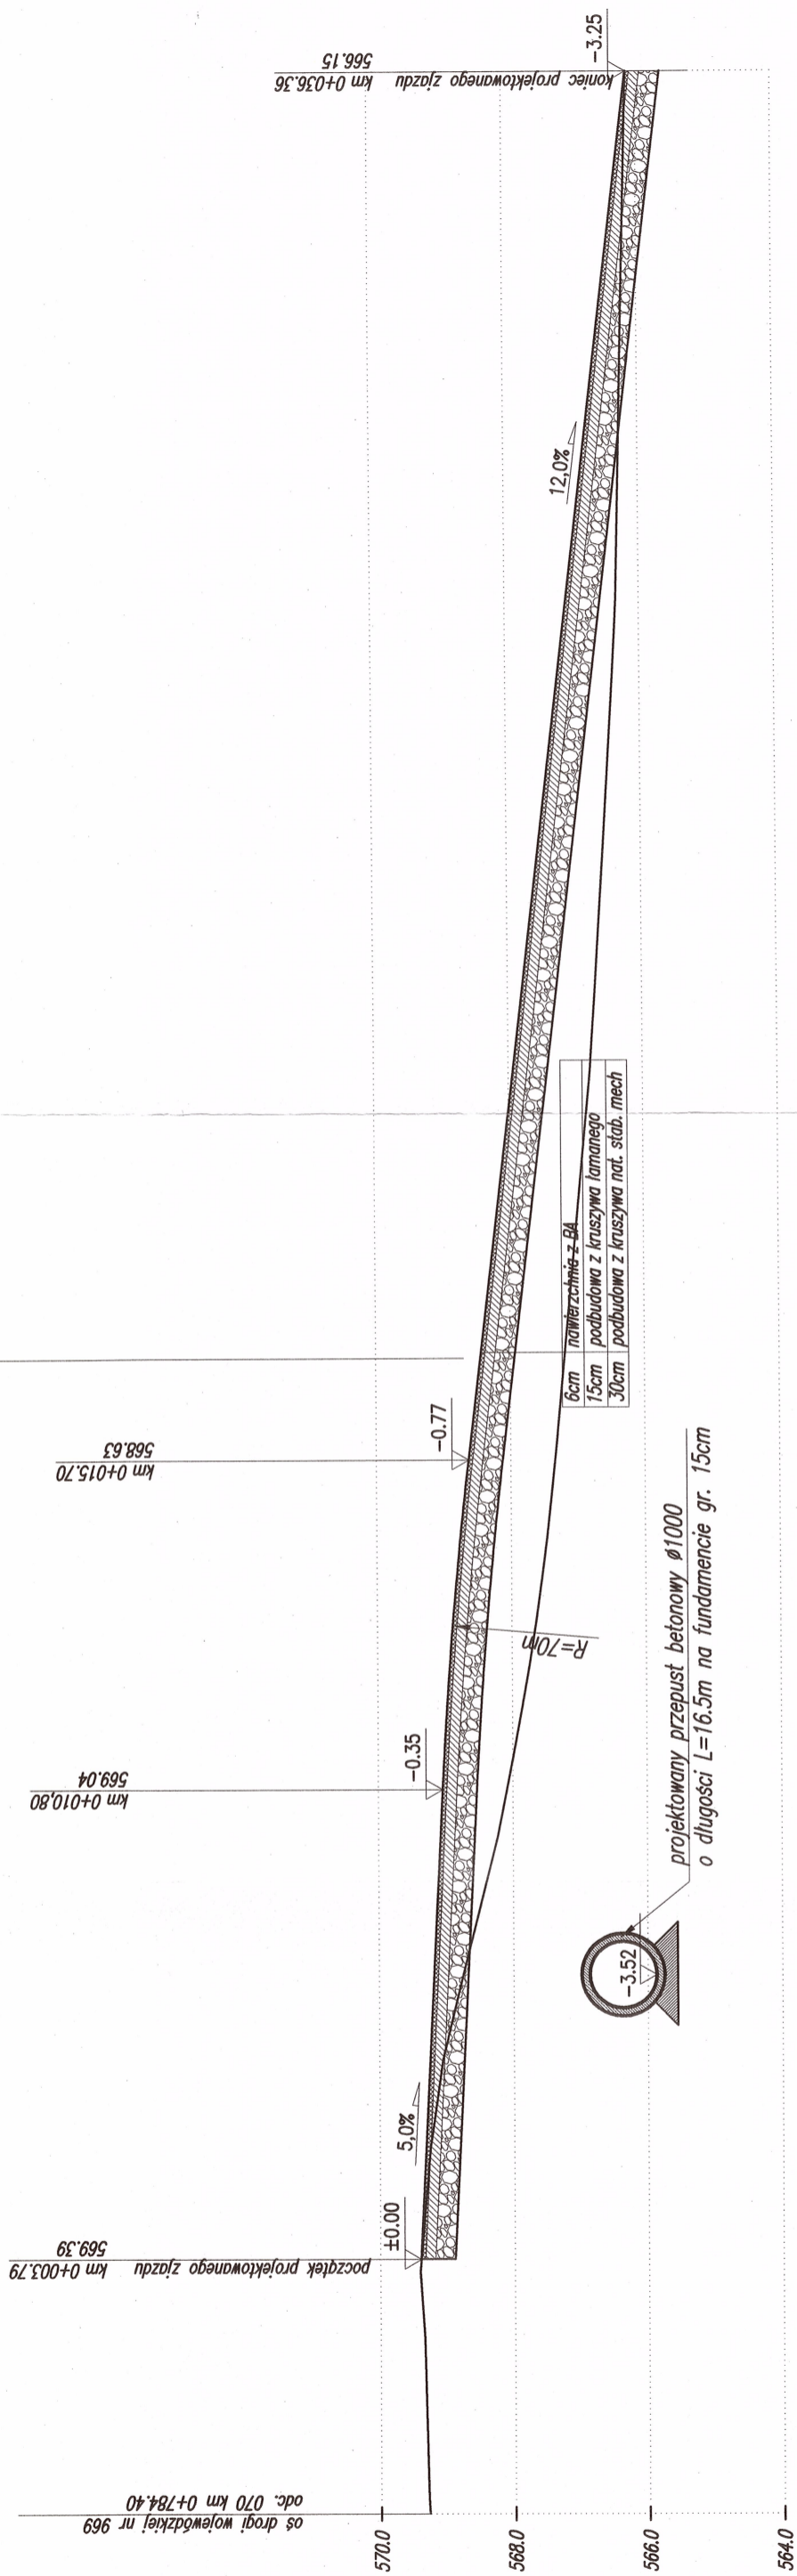 oś drogi wojewódzkiej nr 969
odc. 070 km 0+784.40
570.0
568.0
566.0
564.0
początek projektowanego zjazdu km 0+003.79
569.39
±0.00
5,0%
km 0+010,80
569.04
-0.35
R=70m
km 0+015.70
568.63
-0.77
-3.52
projektowany przepust betonowy ø1000
o długości L=16.5m na fundamencie gr. 15cm
6cm nawierzchnia z BA
15cm podbudowa z kruszywa łamanego
30cm podbudowa z kruszywa nat. stab. mech
12,0%
koniec projektowanego zjazdu km 0+036.36
566.15
-3.25